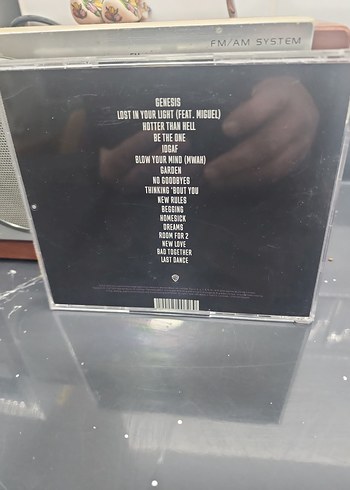 FM/AM SYSTEM
GENESIS
LOST IN YOUR LIGHT (FEAT. MIGUEL)
HOTTER THAN HELL
BE THE ONE
IDGAF
BLOW YOUR MIND (MWAH)
GARDEN
NO GOODBYES
THINKING 'BOUT YOU
NEW RULES
BEGGING
HOMESICK
DREAMS
ROOM FOR 2
NEW LOVE
BAD TOGETHER
LAST DANCE